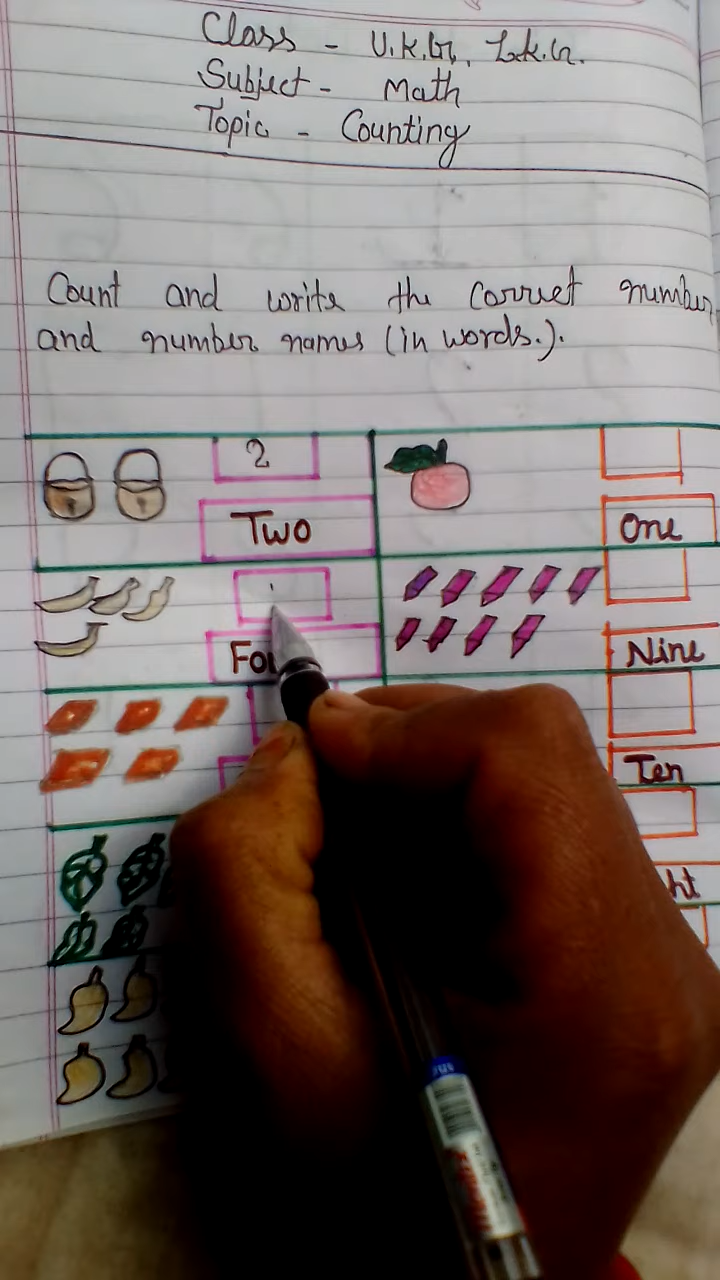 Class - U.K.G, L.K.G.
Subject - Math
Topic - Counting
Count and write the correct number
and number names (in words.).
2
Two
One
Nine
Ten